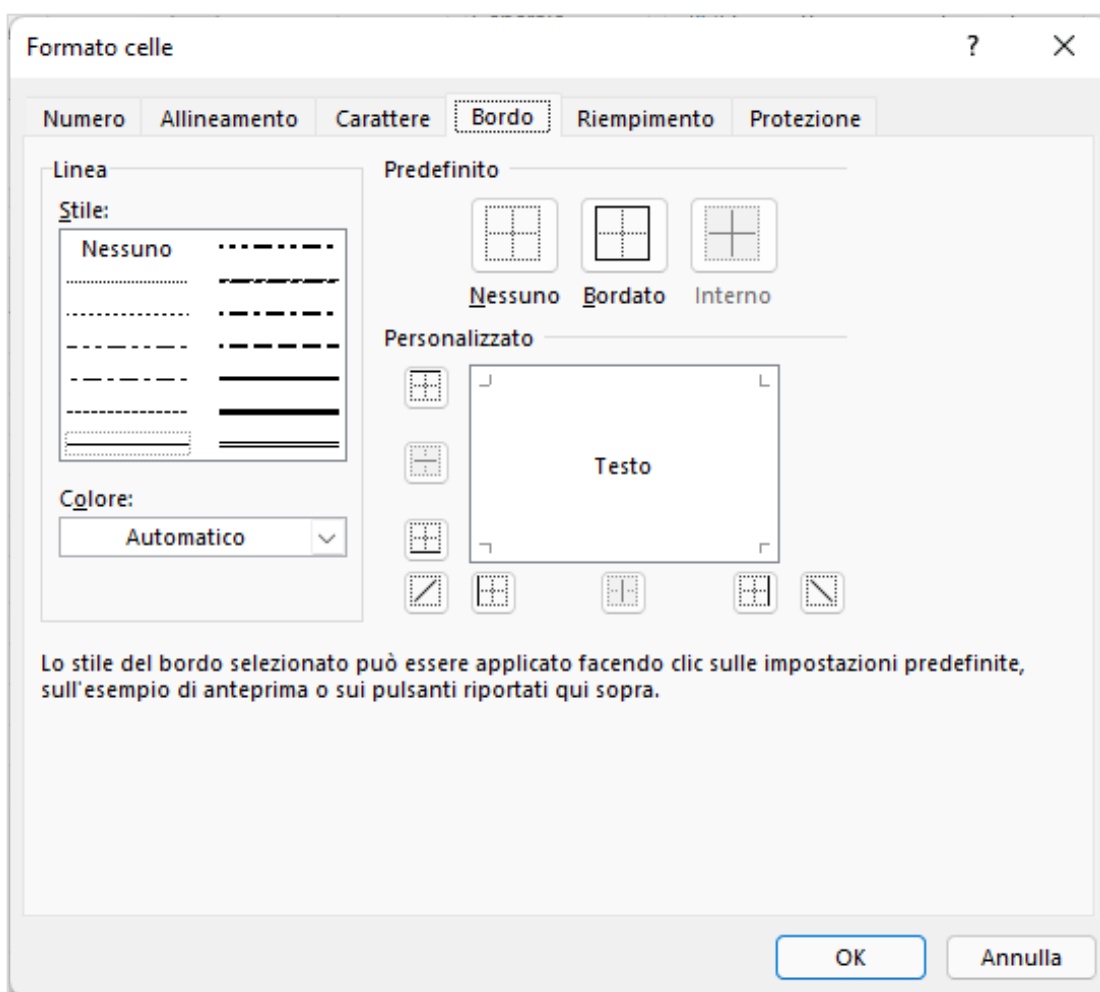 Formato celle
?
Numero Allineamento Carattere Bordo Riempimento Protezione
Linea
Stile:
Nessuno
Colore:
Automatico
Predefinito
Nessuno Bordato Interno
Personalizzato
Testo
Lo stile del bordo selezionato può essere applicato facendo clic sulle impostazioni predefinite,
sull'esempio di anteprima o sui pulsanti riportati qui sopra.
OK Annulla